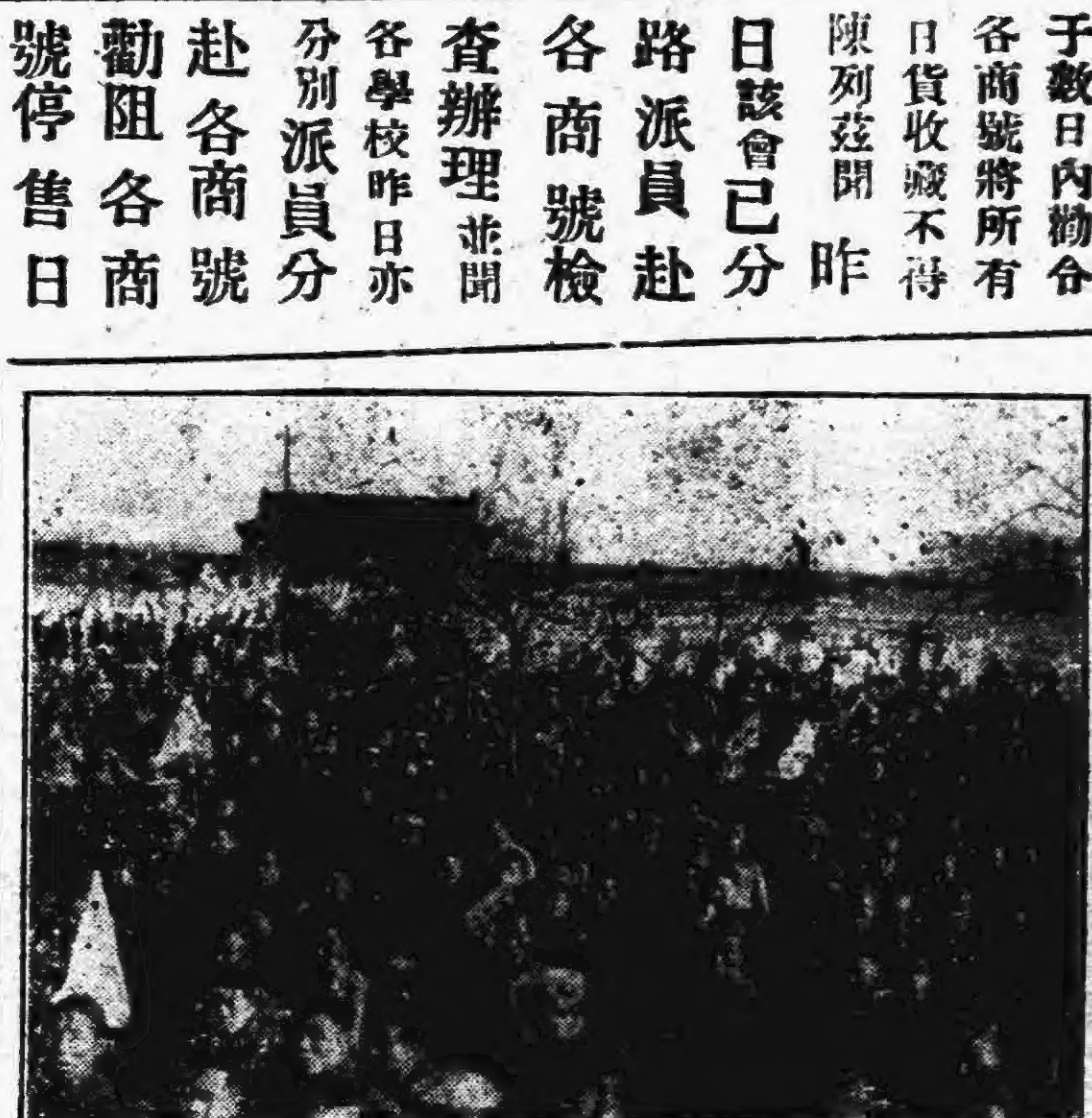 于數日內勸令
各商號將所有
日貨收藏不得
陳列茲聞 昨
日該會已分
路派員赴
各商號檢
查辦理並聞
各學校昨日亦
分別派員分
赴各商號
勸阻各商
號停售日